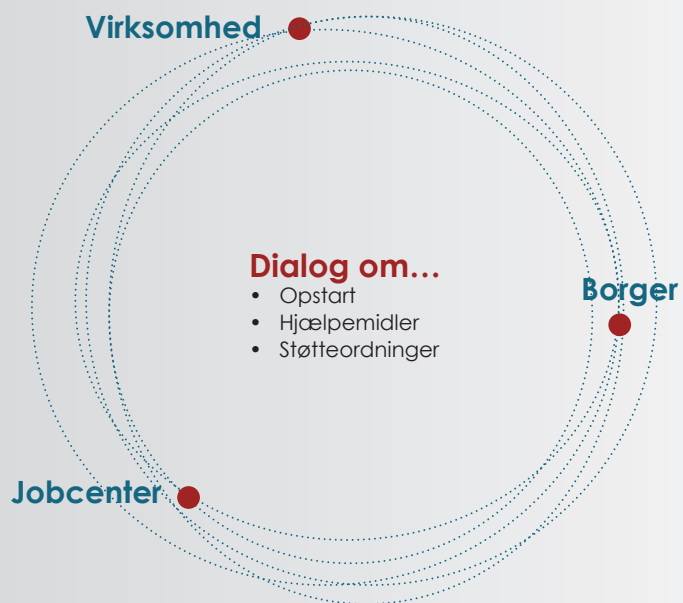 Virksomhed
Dialog om...
• Opstart
• Hjælpemidler
• Støtteordninger
Borger
Jobcenter